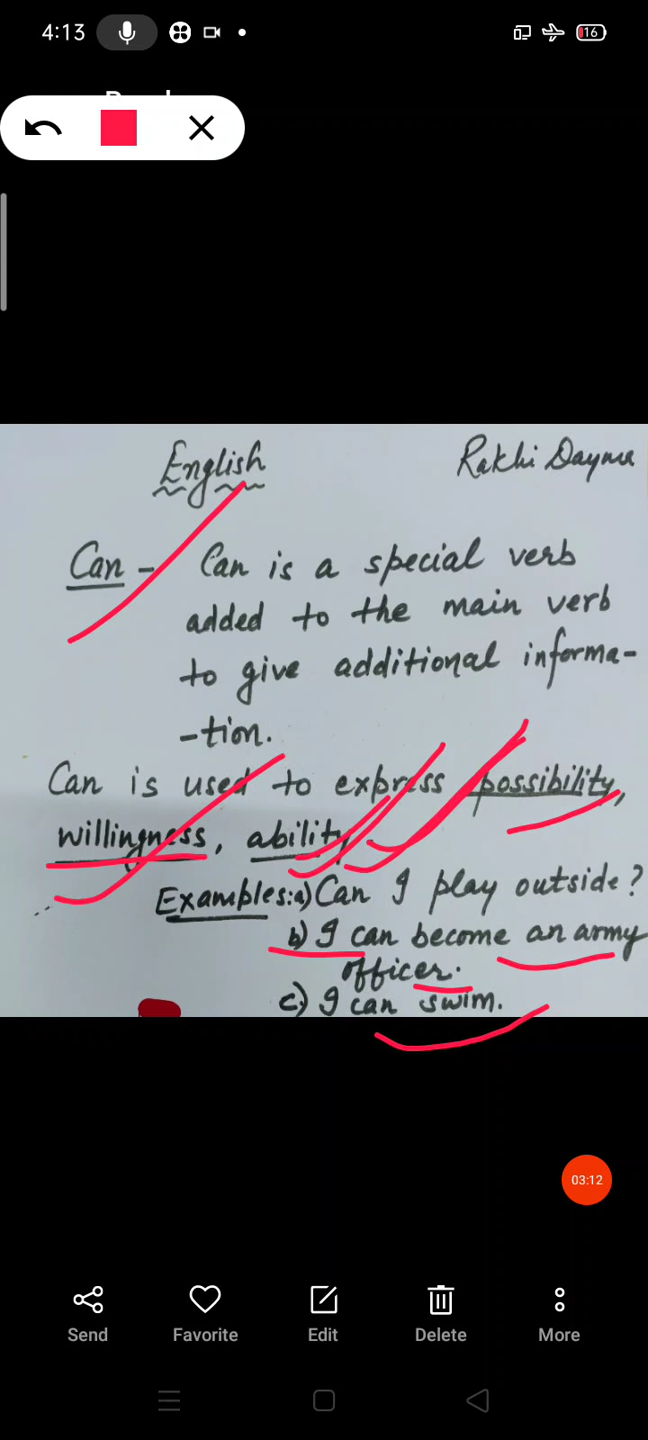 4:13
16
English
Rakhi Dayma
Can - Can is a special verb
added to the main verb
to give additional informa-
-tion.
Can is used to express possibility,
willingness, ability.
Examples:a) Can I play outside?
b) I can become an army
officer.
c) I can swim.
03:12
Send
Favorite
Edit
Delete
More